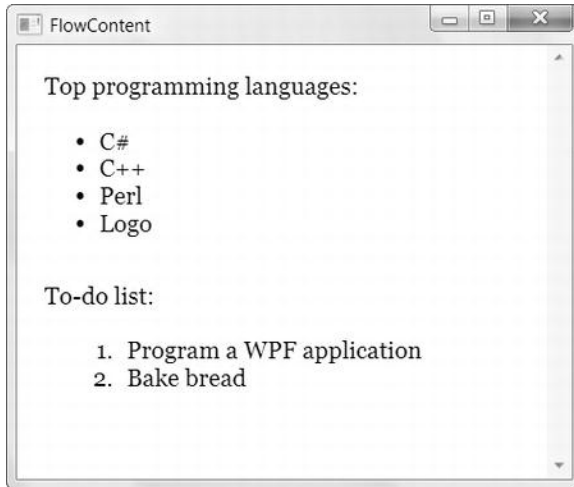 FlowContent
Top programming languages:
• C#
• C++
• Perl
• Logo
To-do list:
1. Program a WPF application
2. Bake bread